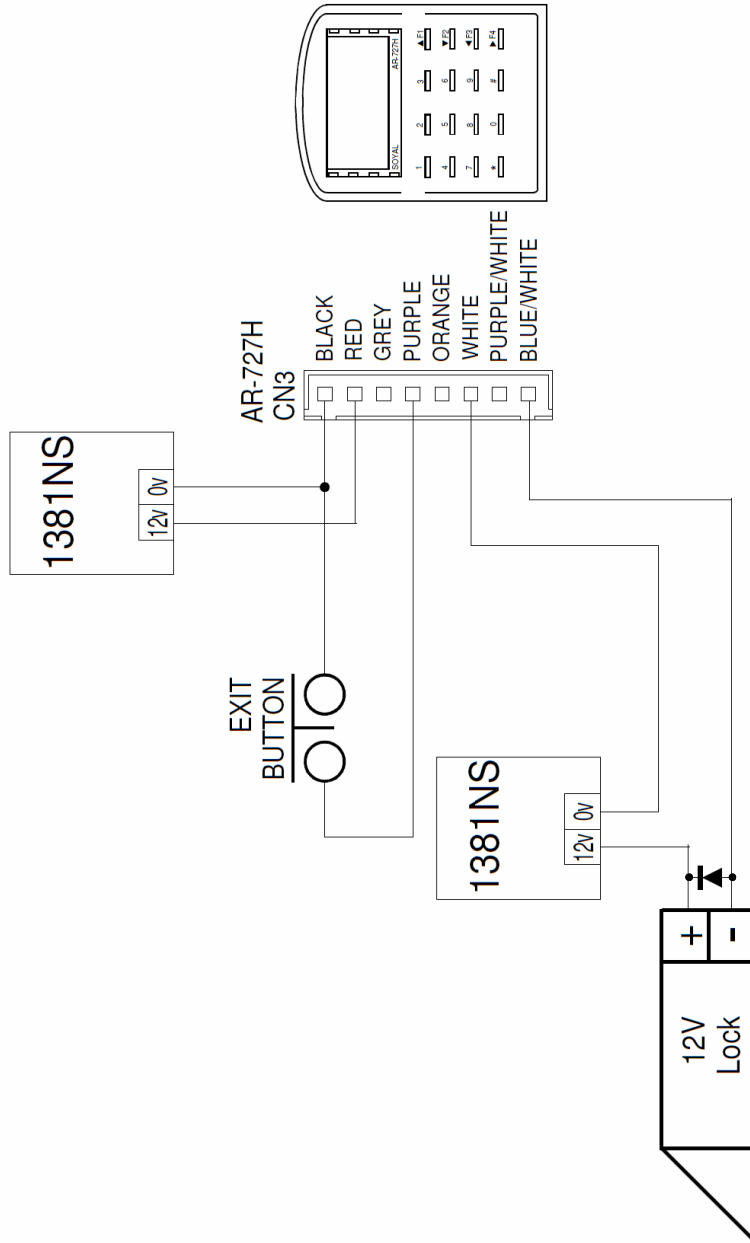 SOYAL
AR-727H
1
2
3
▲F1
4
5
6
▼F2
7
8
9
◄F3
*
0
#
►F4
AR-727H
CN3
BLACK
RED
GREY
PURPLE
ORANGE
WHITE
PURPLE/WHITE
BLUE/WHITE
1381NS
12v 0v
EXIT
BUTTON
1381NS
12v 0v
+
-
12V
Lock